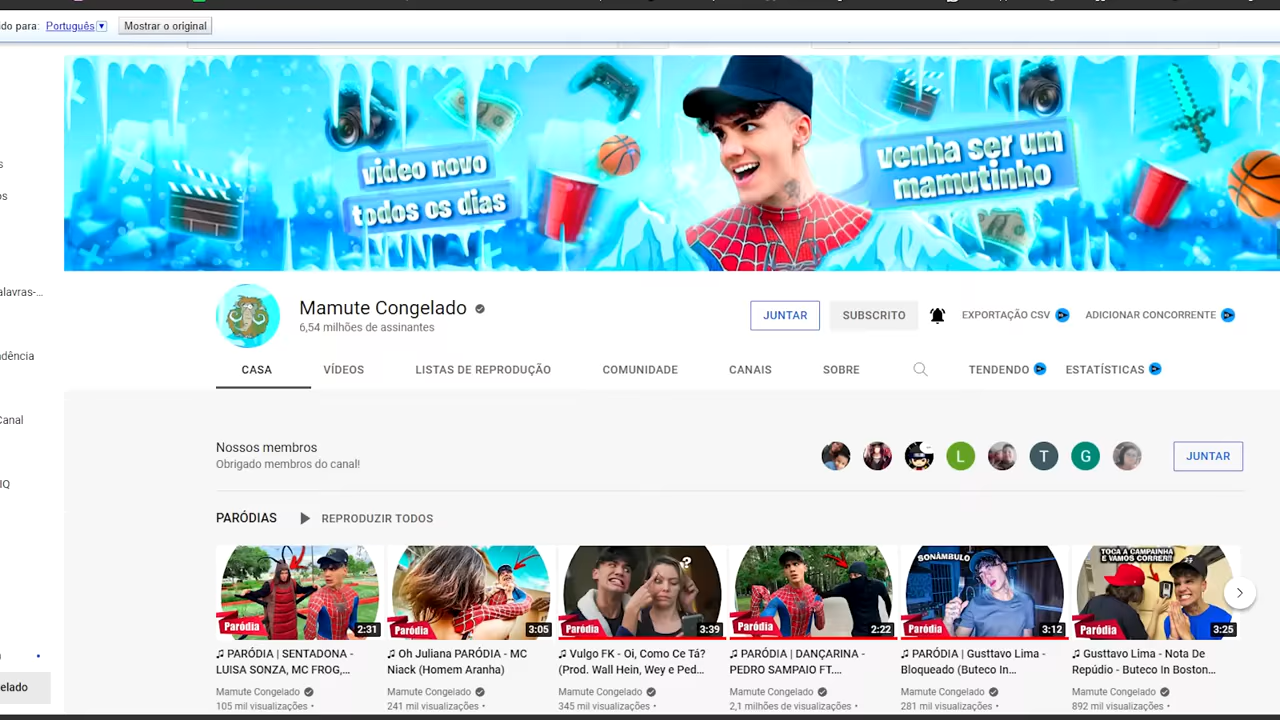 do para: Português Mostrar o original
video novo
todos os dias
venha ser um
mamutinho
Mamute Congelado
6,54 milhões de assinantes
JUNTAR SUBSCRITO EXPORTAÇÃO CSV ADICIONAR CONCORRENTE
CASA VÍDEOS LISTAS DE REPRODUÇÃO COMUNIDADE CANAIS SOBRE TENDENDO ESTATÍSTICAS
s
os
alavras-...
dência
Canal
IQ
gelado
Nossos membros
Obrigado membros do canal!
L T G
JUNTAR
PARÓDIAS REPRODUZIR TODOS
Paródia 2:31
Paródia 3:05
? Paródia 3:39
Paródia 2:22
SONÂMBULO Paródia 3:12
TOCA A CAMPAINHA
E VAMOS CORRER!! Paródia 3:25
♫ PARÓDIA | SENTADONA -
LUISA SONZA, MC FROG,...
Mamute Congelado
105 mil visualizações •
♫ Oh Juliana PARÓDIA - MC
Niack (Homem Aranha)
Mamute Congelado
241 mil visualizações •
♫ Vulgo FK - Oi, Como Ce Tá?
(Prod. Wall Hein, Wey e Ped...
Mamute Congelado
345 mil visualizações •
♫ PARÓDIA | DANÇARINA -
PEDRO SAMPAIO FT....
Mamute Congelado
2,1 milhões de visualizações •
♫ PARÓDIA | Gusttavo Lima -
Bloqueado (Buteco In...
Mamute Congelado
281 mil visualizações •
♫ Gusttavo Lima - Nota De
Repúdio - Buteco In Boston...
Mamute Congelado
892 mil visualizações •